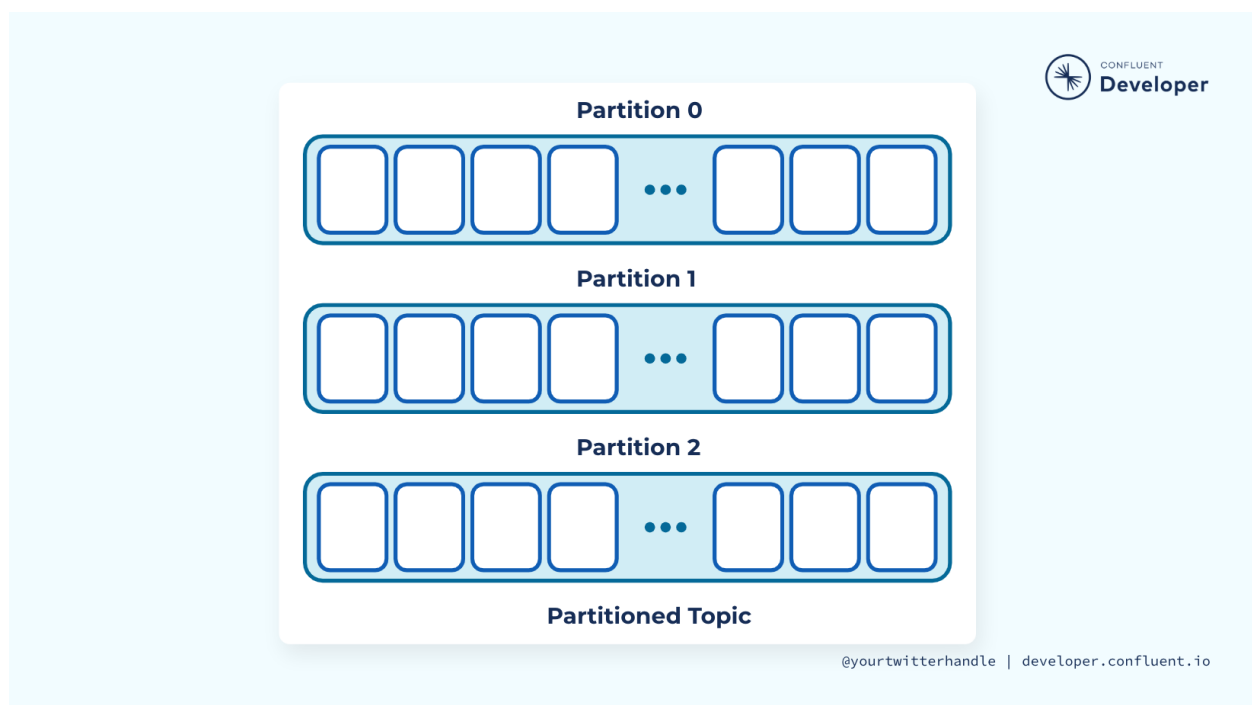 CONFLUENT
Developer
Partition 0
Partition 1
Partition 2
Partitioned Topic
@yourtwitterhandle | developer.confluent.io